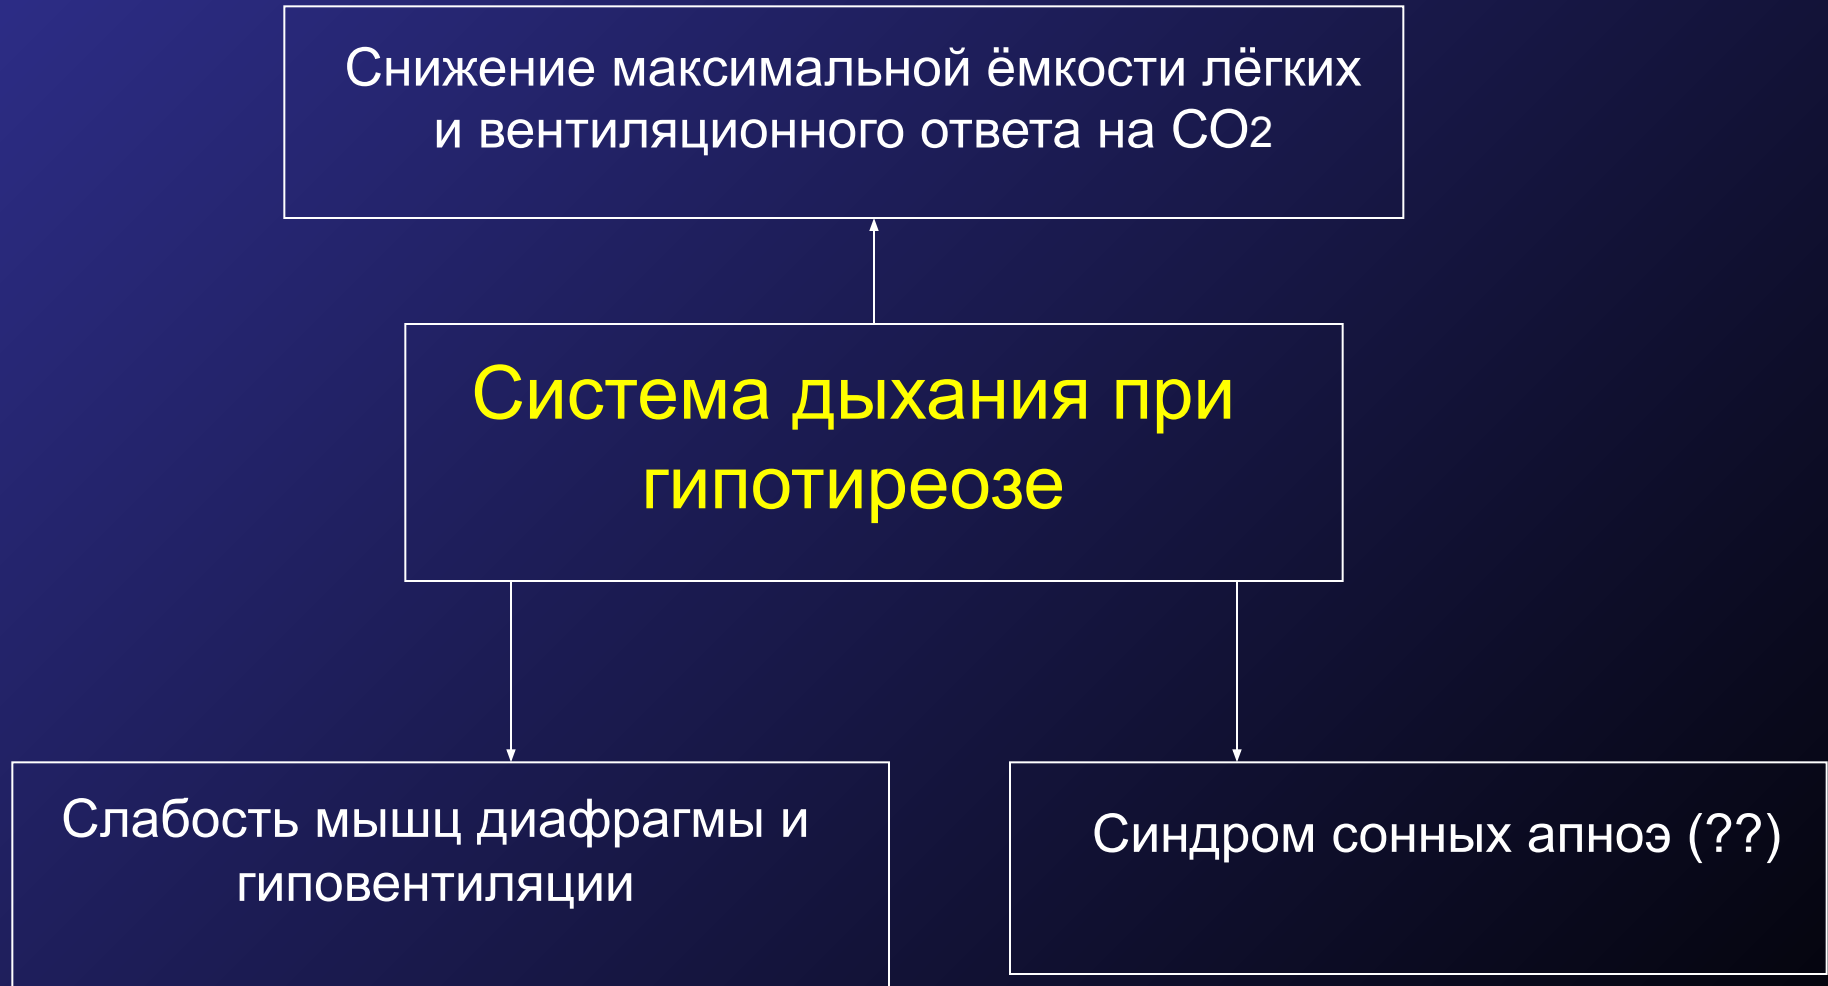 Снижение максимальной ёмкости лёгких
и вентиляционного ответа на СО2
Система дыхания при
гипотиреозе
Слабость мышц диафрагмы и
гиповентиляции
Синдром сонных апноэ (??)